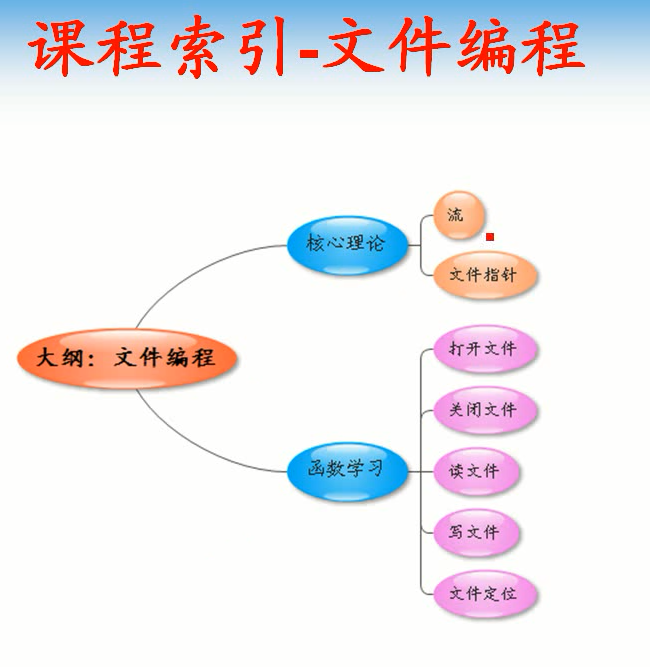 课程索引-文件编程
大纲：文件编程
核心理论
流
文件指针
函数学习
打开文件
关闭文件
读文件
写文件
文件定位